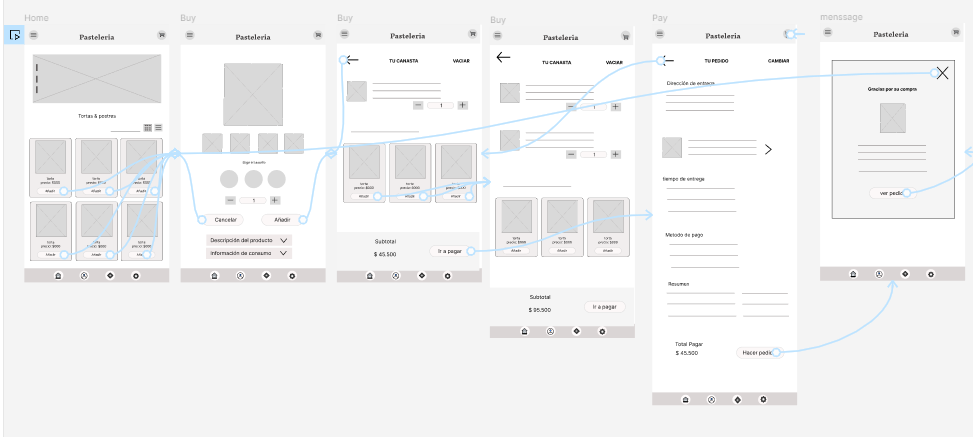 Home
Pasteleria
Tortas & postres
torta
precio: $000
Añadir
torta
precio: $000
Añadir
torta
precio: $000
Añadir
torta
precio: $000
Añadir
torta
precio: $000
Añadir
torta
precio: $000
Añadir
Buy
Pasteleria
Elige el tamaño
1
Cancelar
Añadir
Descripción del producto
Información de consumo
Buy
Pasteleria
TU CANASTA
VACIAR
1
torta
precio: $000
Añadir
torta
precio: $000
Añadir
torta
precio: $000
Añadir
Subtotal
$ 45.500
Ir a pagar
Buy
Pasteleria
TU CANASTA
VACIAR
1
1
torta
precio: $000
Añadir
torta
precio: $000
Añadir
torta
precio: $000
Añadir
Subtotal
$ 95.500
Ir a pagar
Pay
Pasteleria
TU PEDIDO
CAMBIAR
Dirección de entrega
tiempo de entrega
Metodo de pago
Resumen
Total Pagar
$ 45.500
Hacer pedido
menssage
Pasteleria
Gracias por su compra
ver pedido